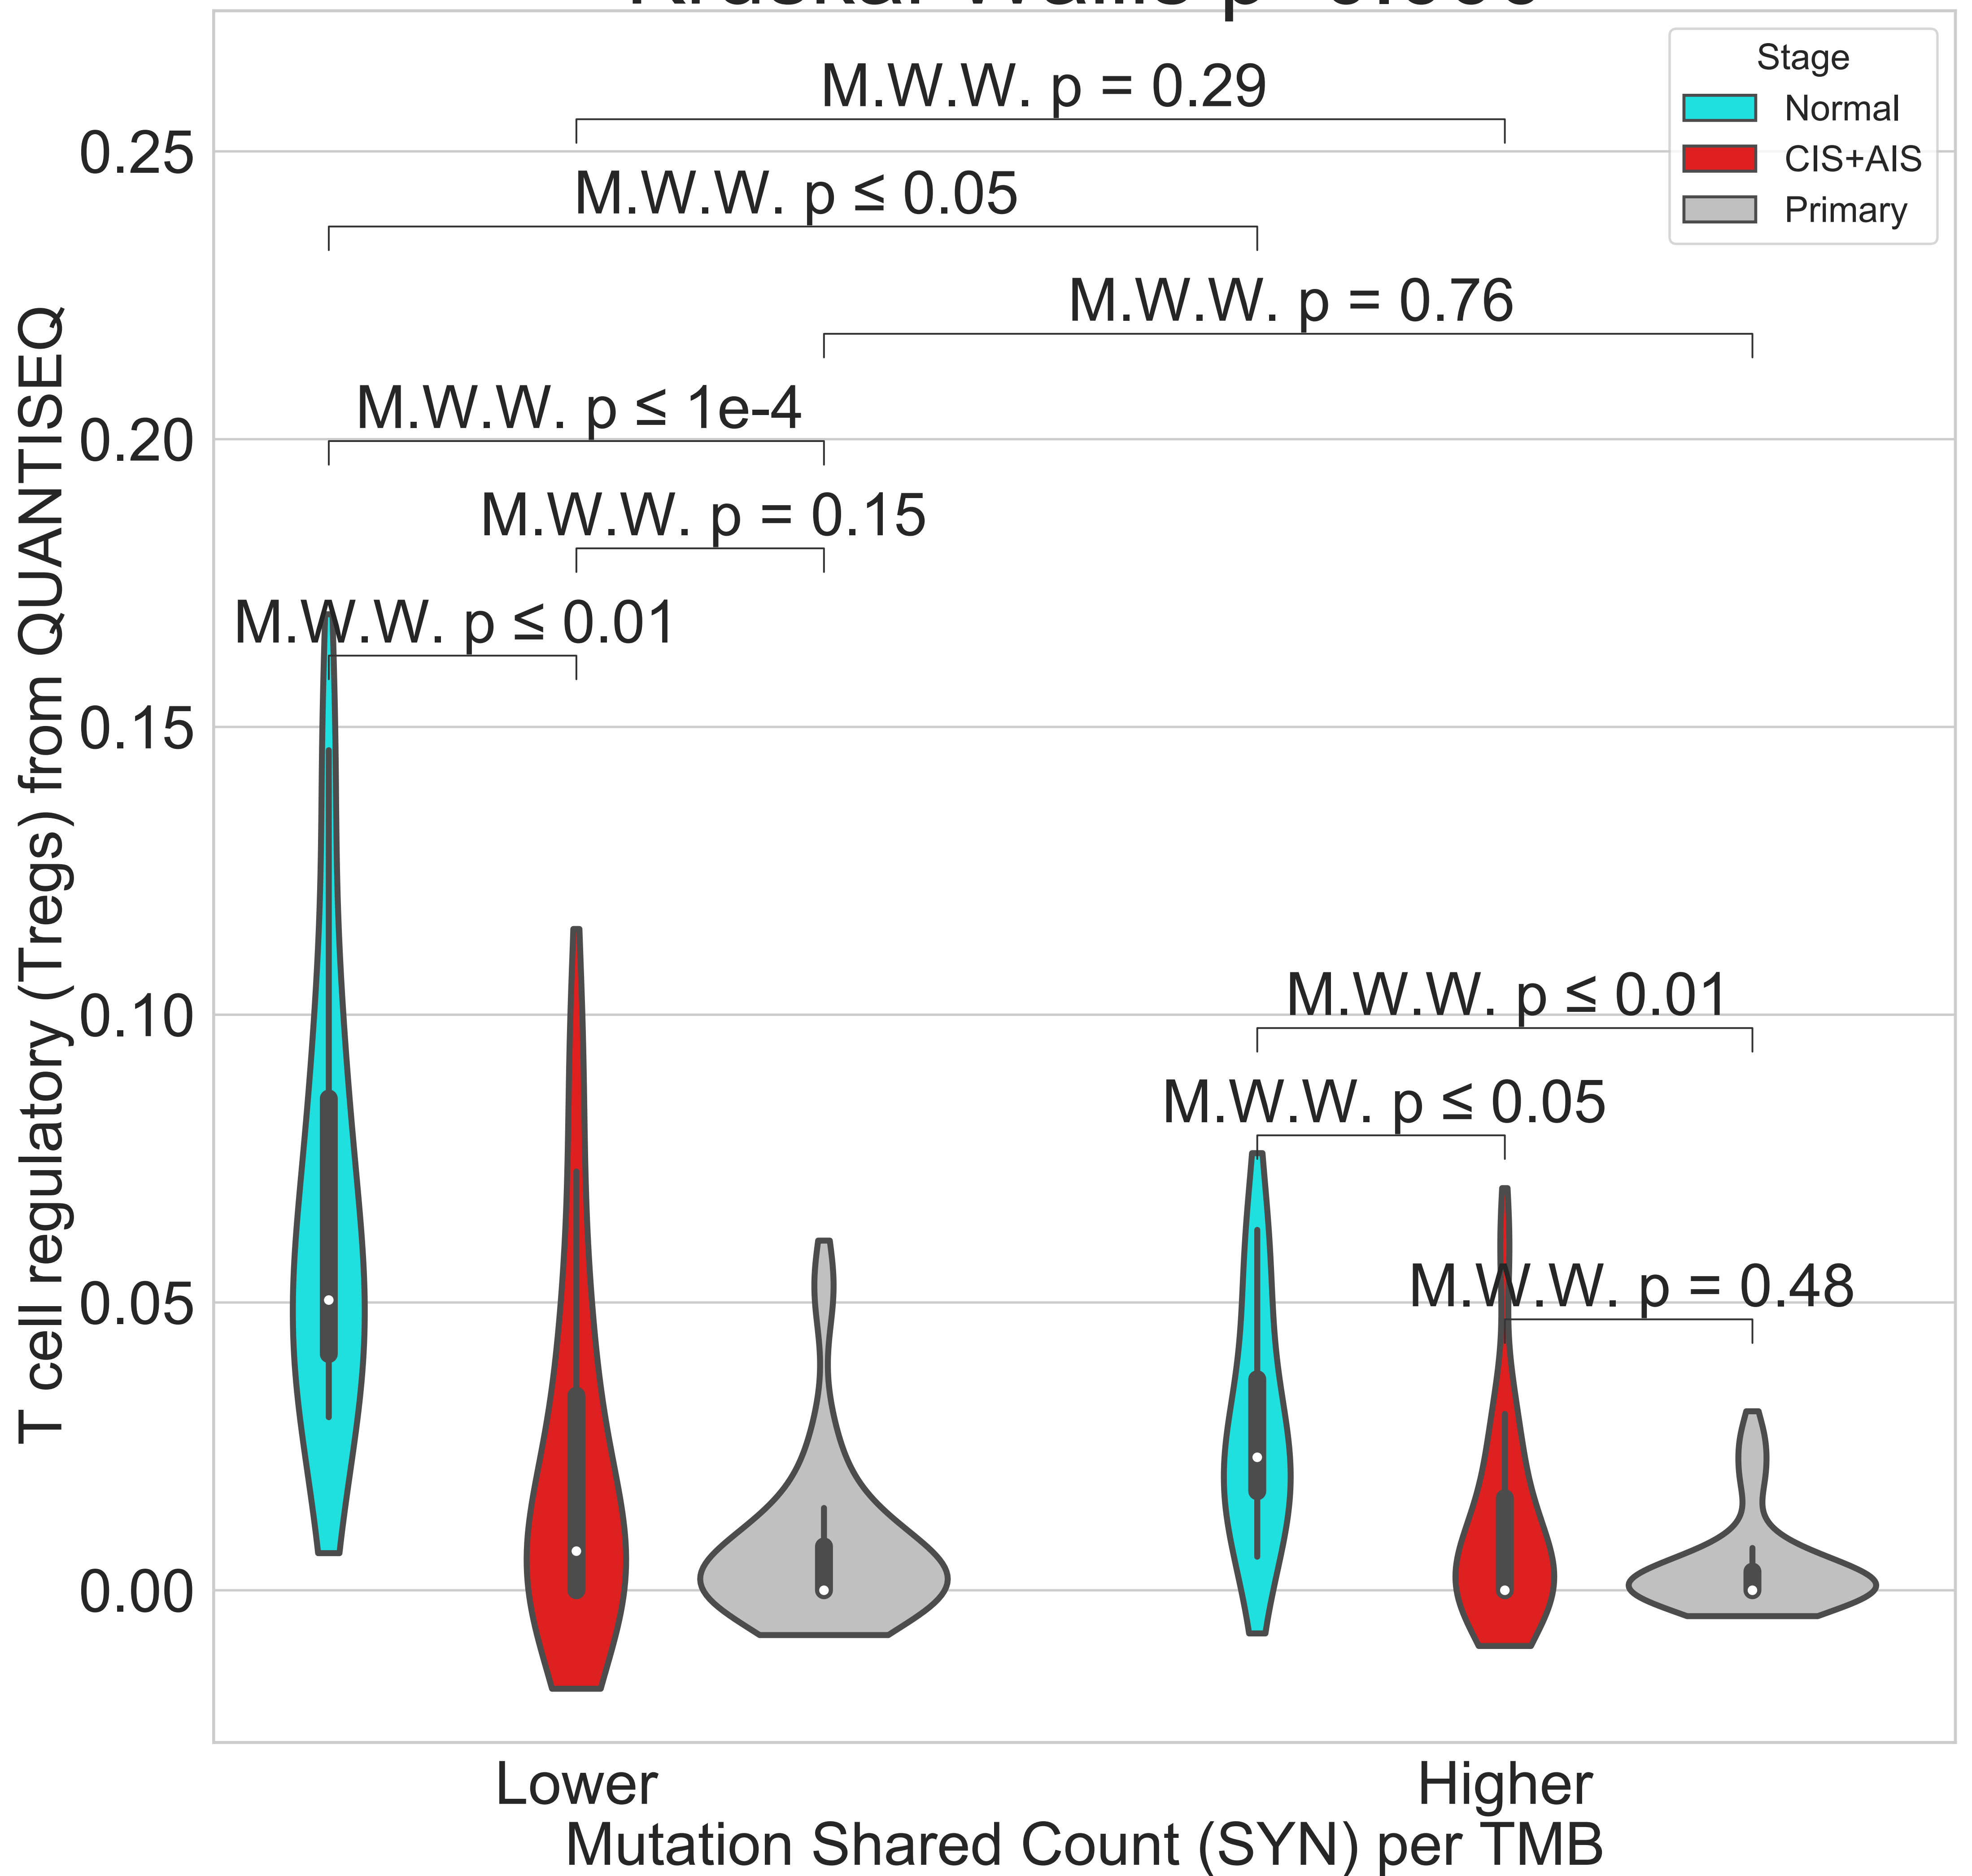 Stage
Normal
CIS+AIS
Primary
M.W.W. p = 0.29
M.W.W. p ≤ 0.05
M.W.W. p = 0.76
M.W.W. p ≤ 1e-4
M.W.W. p = 0.15
M.W.W. p ≤ 0.01
M.W.W. p ≤ 0.01
M.W.W. p ≤ 0.05
M.W.W. p = 0.48
T cell regulatory (Tregs) from QUANTISEQ
0.25
0.20
0.15
0.10
0.05
0.00
Lower
Higher
Mutation Shared Count (SYN) per TMB